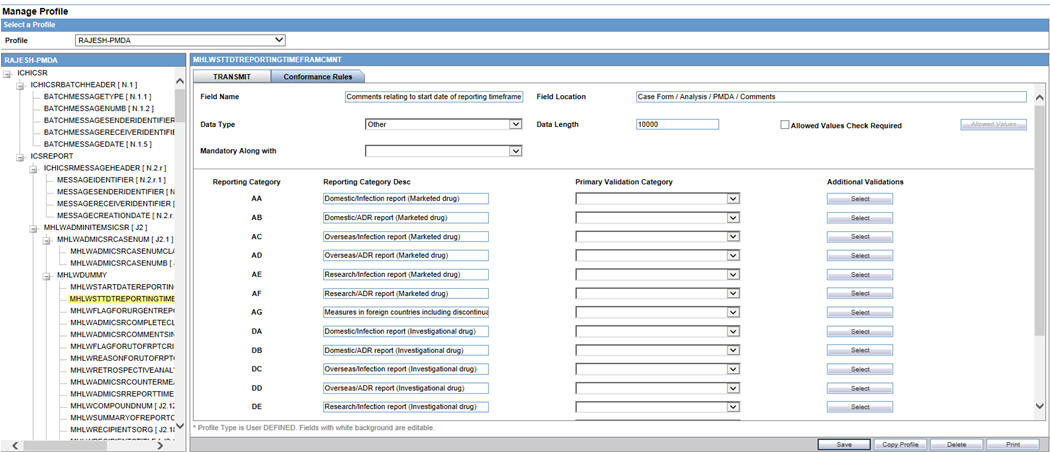 Manage Profile
Select a Profile
Profile
RAJESH-PMDA
RAJESH-PMDA
ICHICSR
ICHICSRBATCHHEADER [ N.1 ]
BATCHMESSAGETYPE [ N.1.1 ]
BATCHMESSAGENUMB [ N.1.2 ]
BATCHMESSAGESENDERIDENTIFIER
BATCHMESSAGERECEIVERIDENTIFIE
BATCHMESSAGEDATE [ N.1.5 ]
ICSREPORT
ICHICSRMESSAGEHEADER [ N.2.r ]
MESSAGEIDENTIFIER [ N.2.r.1 ]
MESSAGESENDERIDENTIFIER [ N
MESSAGERECEIVERIDENTIFIER [
MESSAGECREATIONDATE [ N.2.r.
MHLWADMINITEMSICSR [ J2 ]
MHLWADMICSRCASENUM [ J2.1 ]
MHLWADMICSRCASENUMCLA
MHLWADMICSRCASENUMB [ J
MHLWDUMMY
MHLWSTARTDATEREPORTING
MHLWSTTDTREPORTINGTIME
MHLWFLAGFORURGENTREPO
MHLWADMICSRCOMPLETECL
MHLWADMICSRCOMMENTSIN
MHLWFLAGFORUTOFRPTCRI
MHLWREASONFORUTOFRPT
MHLWRETROSPECTIVEANAL
MHLWADMICSRCOUNTERMEA
MHLWADMICSRREPORTTIME
MHLWCOMPOUNDNUM [ J2.12
MHLWSUMMARYOFREPORTC
MHLWRECIPIENTSORG [ J2.18
MHLWSTTDTREPORTINGTIMEFRAMCMNT
TRANSMIT
Conformance Rules
Field Name
Comments relating to start date of reporting timeframe
Field Location
Case Form / Analysis / PMDA / Comments
Data Type
Other
Data Length
10000
Allowed Values Check Required
Allowed Values
Mandatory Along with
Reporting Category Reporting Category Desc Primary Validation Category Additional Validations
AA Domestic/Infection report (Marketed drug) Select
AB Domestic/ADR report (Marketed drug) Select
AC Overseas/Infection report (Marketed drug) Select
AD Overseas/ADR report (Marketed drug) Select
AE Research/Infection report (Marketed drug) Select
AF Research/ADR report (Marketed drug) Select
AG Measures in foreign countries including discontinua Select
DA Domestic/Infection report (Investigational drug) Select
DB Domestic/ADR report (Investigational drug) Select
DC Overseas/Infection report (Investigational drug) Select
DD Overseas/ADR report (Investigational drug) Select
DE Research/Infection report (Investigational drug) Select
* Profile Type is User DEFINED. Fields with white background are editable.
Save
Copy Profile
Delete
Print